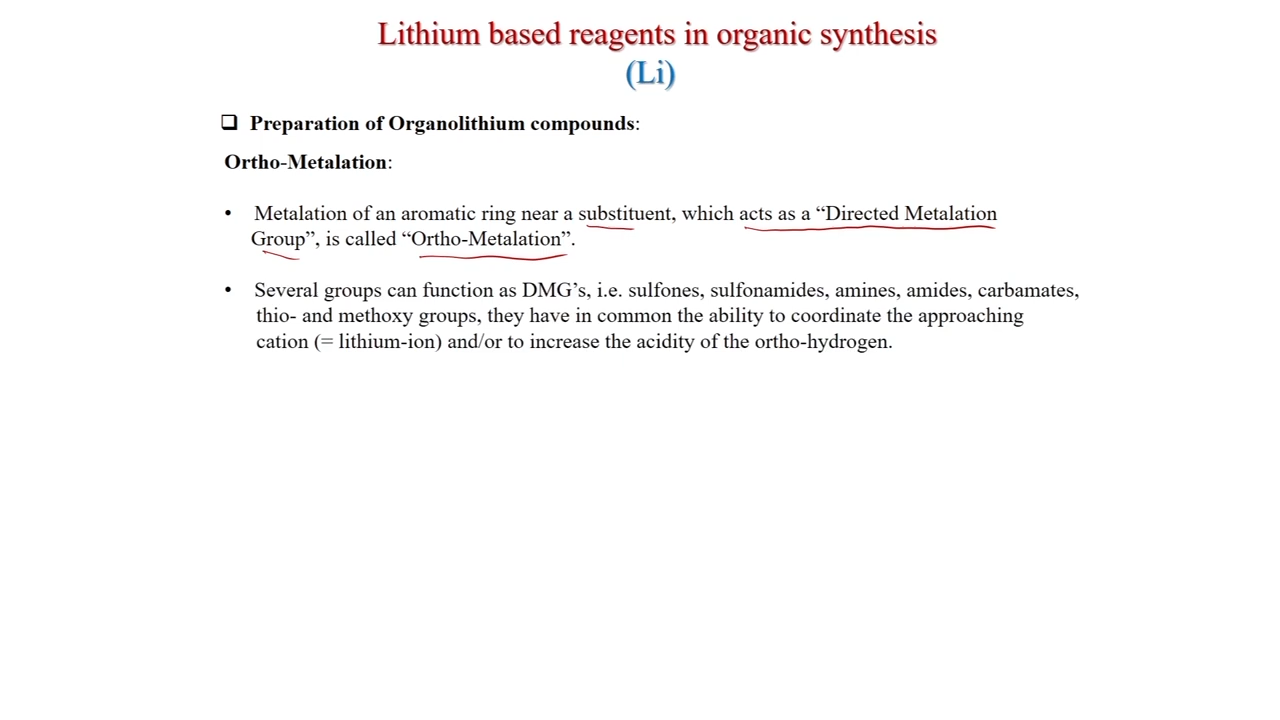 Lithium based reagents in organic synthesis
(Li)
❑ Preparation of Organolithium compounds:
Ortho-Metalation:
• Metalation of an aromatic ring near a substituent, which acts as a “Directed Metalation
Group”, is called “Ortho-Metalation”.
• Several groups can function as DMG’s, i.e. sulfones, sulfonamides, amines, amides, carbamates,
thio- and methoxy groups, they have in common the ability to coordinate the approaching
cation (= lithium-ion) and/or to increase the acidity of the ortho-hydrogen.